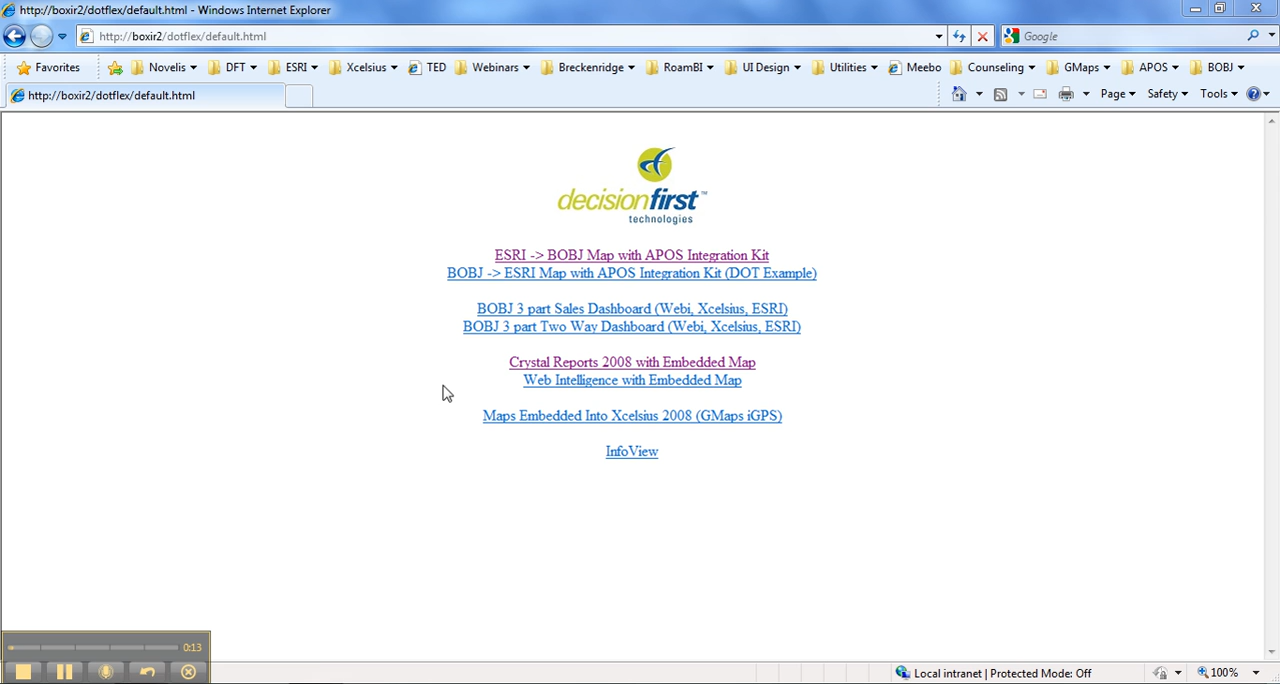 http://boxir2/dotflex/default.html - Windows Internet Explorer
http://boxir2/dotflex/default.html
Google
Favorites Novelis DFT ESRI Xcelsius TED Webinars Breckenridge RoamBI UI Design Utilities Meebo Counseling GMaps APOS BOBJ
http://boxir2/dotflex/default.html
Page Safety Tools
decisionfirst™
technologies
ESRI -> BOBJ Map with APOS Integration Kit
BOBJ -> ESRI Map with APOS Integration Kit (DOT Example)
BOBJ 3 part Sales Dashboard (Webi, Xcelsius, ESRI)
BOBJ 3 part Two Way Dashboard (Webi, Xcelsius, ESRI)
Crystal Reports 2008 with Embedded Map
Web Intelligence with Embedded Map
Maps Embedded Into Xcelsius 2008 (GMaps iGPS)
InfoView
0:13
Local intranet | Protected Mode: Off
100%